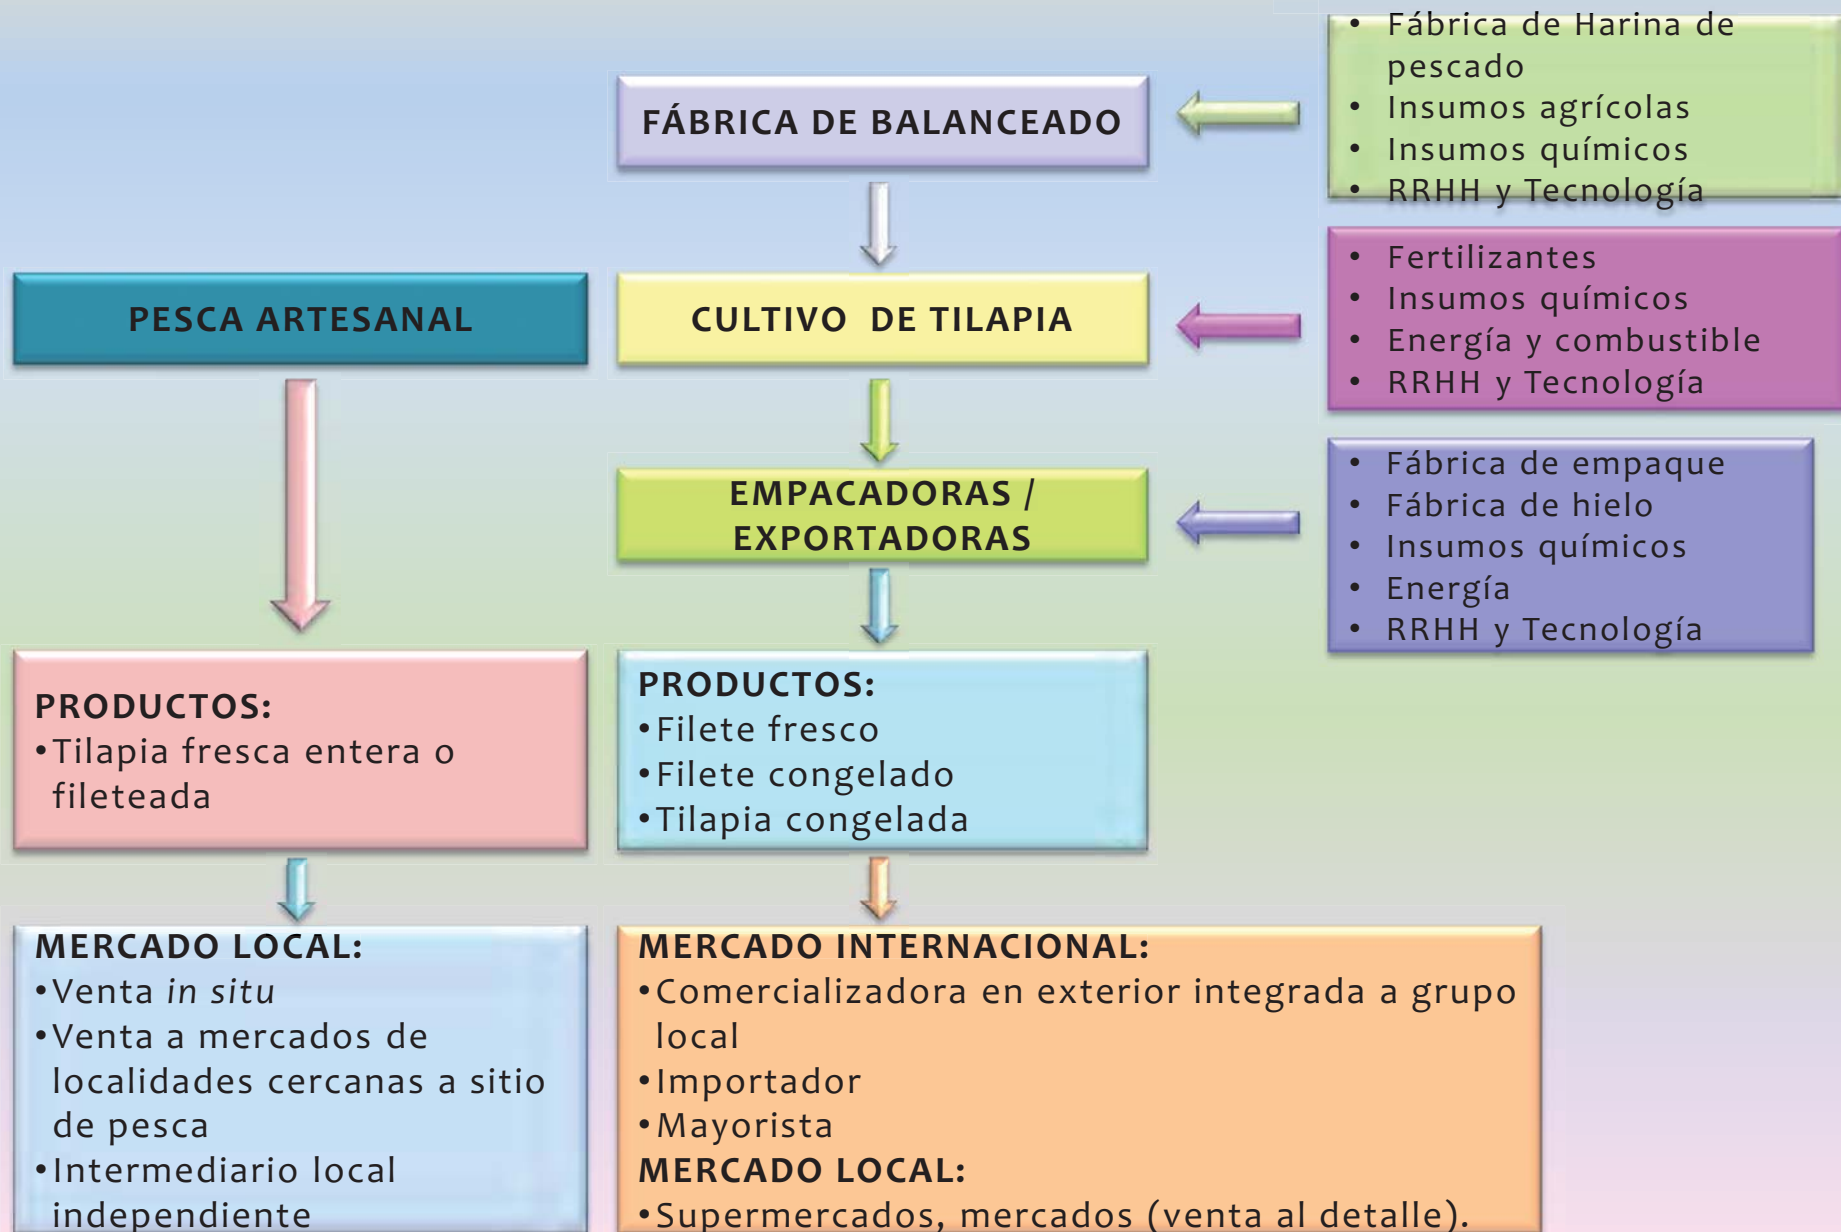 FÁBRICA DE BALANCEADO
• Fábrica de Harina de
pescado
• Insumos agrícolas
• Insumos químicos
• RRHH y Tecnología
PESCA ARTESANAL
CULTIVO DE TILAPIA
• Fertilizantes
• Insumos químicos
• Energía y combustible
• RRHH y Tecnología
EMPACADORAS /
EXPORTADORAS
• Fábrica de empaque
• Fábrica de hielo
• Insumos químicos
• Energía
• RRHH y Tecnología
PRODUCTOS:
•Tilapia fresca entera o
fileteada
PRODUCTOS:
•Filete fresco
•Filete congelado
•Tilapia congelada
MERCADO LOCAL:
•Venta in situ
•Venta a mercados de
localidades cercanas a sitio
de pesca
•Intermediario local
independiente
MERCADO INTERNACIONAL:
•Comercializadora en exterior integrada a grupo
local
•Importador
•Mayorista
MERCADO LOCAL:
•Supermercados, mercados (venta al detalle).